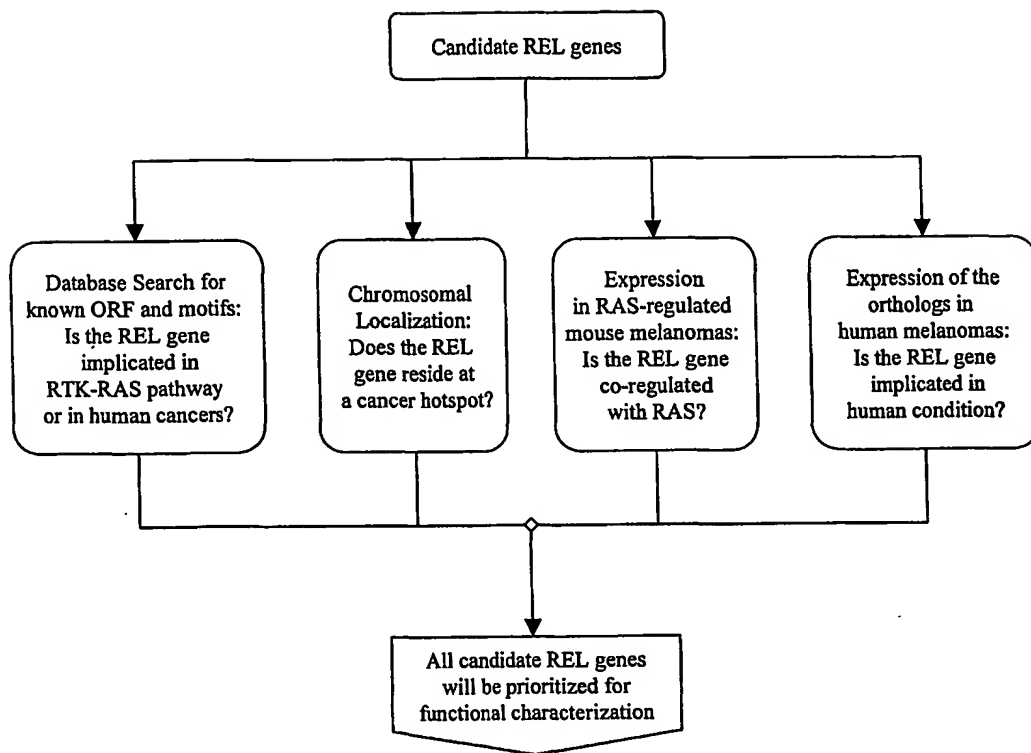 Candidate REL genes
Database Search for
known ORF and motifs:
Is the REL gene
implicated in
RTK-RAS pathway
or in human cancers?
Chromosomal
Localization:
Does the REL
gene reside at
a cancer hotspot?
Expression
in RAS-regulated
mouse melanomas:
Is the REL gene
co-regulated
with RAS?
Expression of the
orthologs in
human melanomas:
Is the REL gene
implicated in
human condition?
All candidate REL genes
will be prioritized for
functional characterization